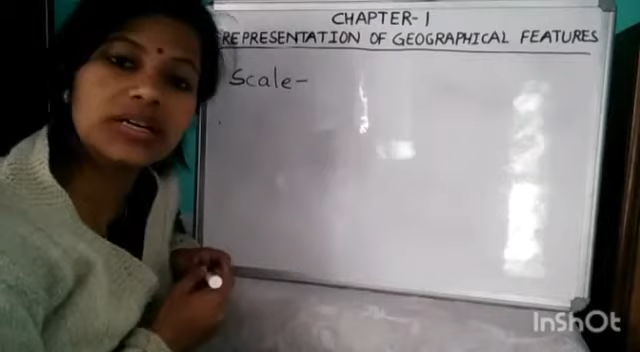 CHAPTER-1
REPRESENTATION OF GEOGRAPHICAL FEATURES
Scale-
InShOt